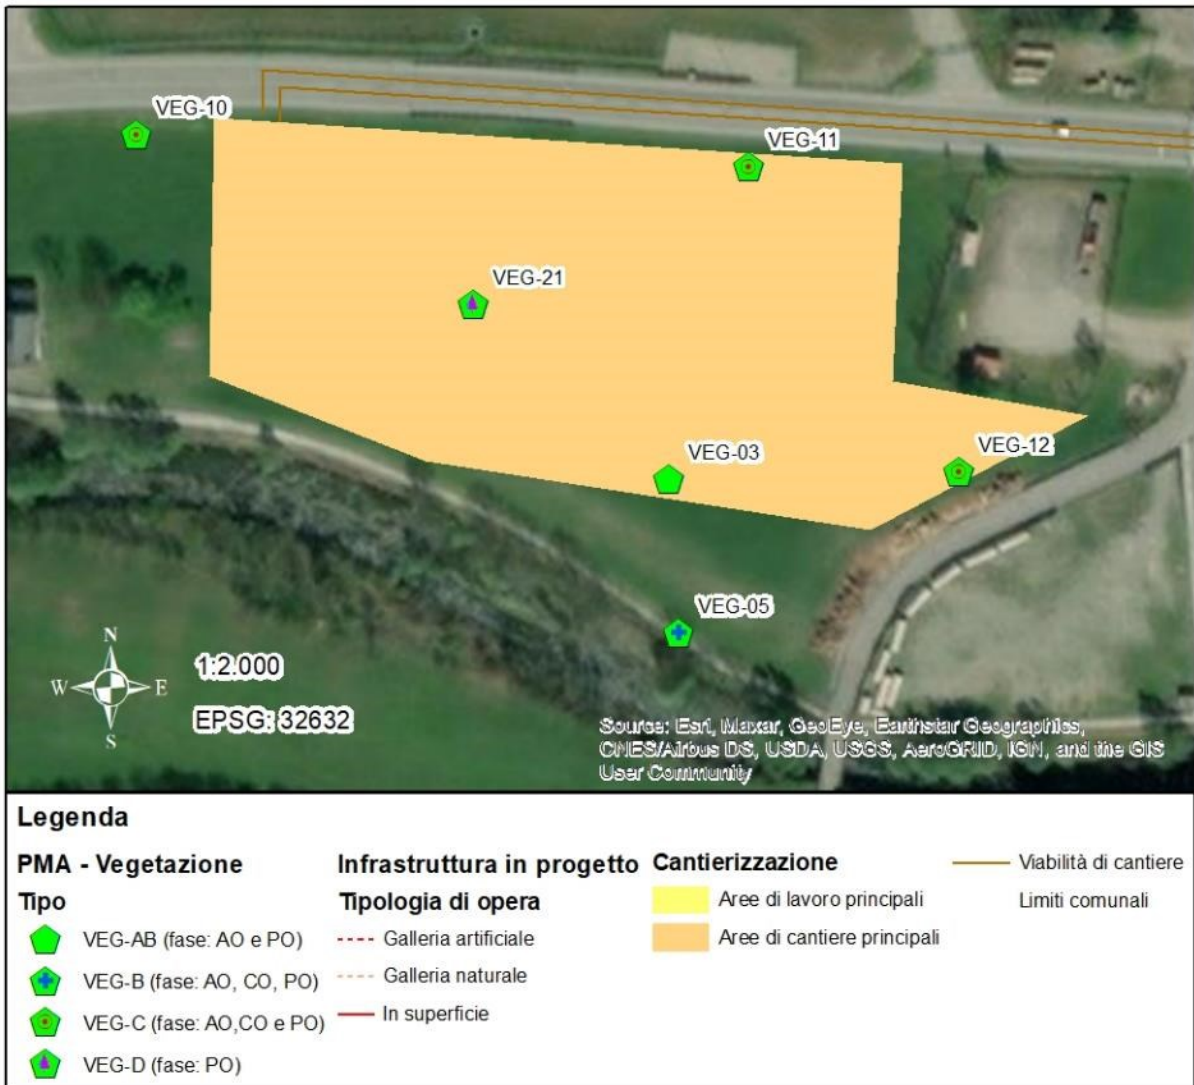 VEG-10
VEG-11
VEG-21
VEG-03
VEG-12
VEG-05
N
W E
S
1:2.000
EPSG: 32632
Source: Esri, Maxar, GeoEye, Earthstar Geographics,
CNES/Airbus DS, USDA, USGS, AeroGRID, IGN, and the GIS
User Community
Legenda
PMA - Vegetazione
Tipo
VEG-AB (fase: AO e PO)
VEG-B (fase: AO, CO, PO)
VEG-C (fase: AO,CO e PO)
VEG-D (fase: PO)
Infrastruttura in progetto
Tipologia di opera
Galleria artificiale
Galleria naturale
In superficie
Cantierizzazione
Aree di lavoro principali
Aree di cantiere principali
Viabilità di cantiere
Limiti comunali